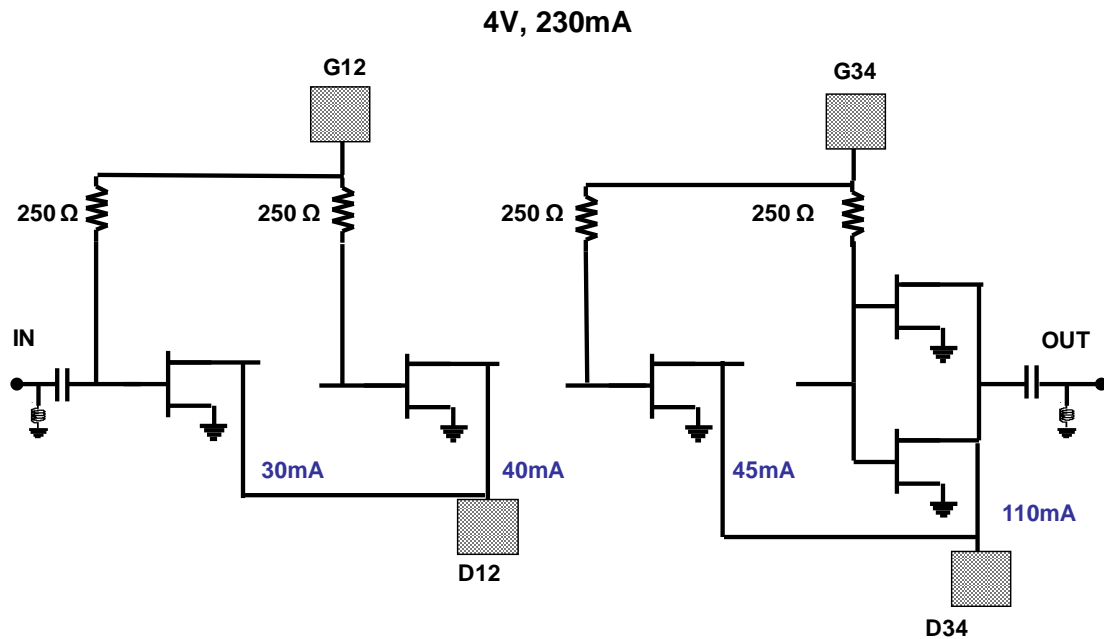 4V, 230mA
G12
G34
250 Ω
250 Ω
250 Ω
250 Ω
IN
OUT
30mA
40mA
45mA
110mA
D12
D34